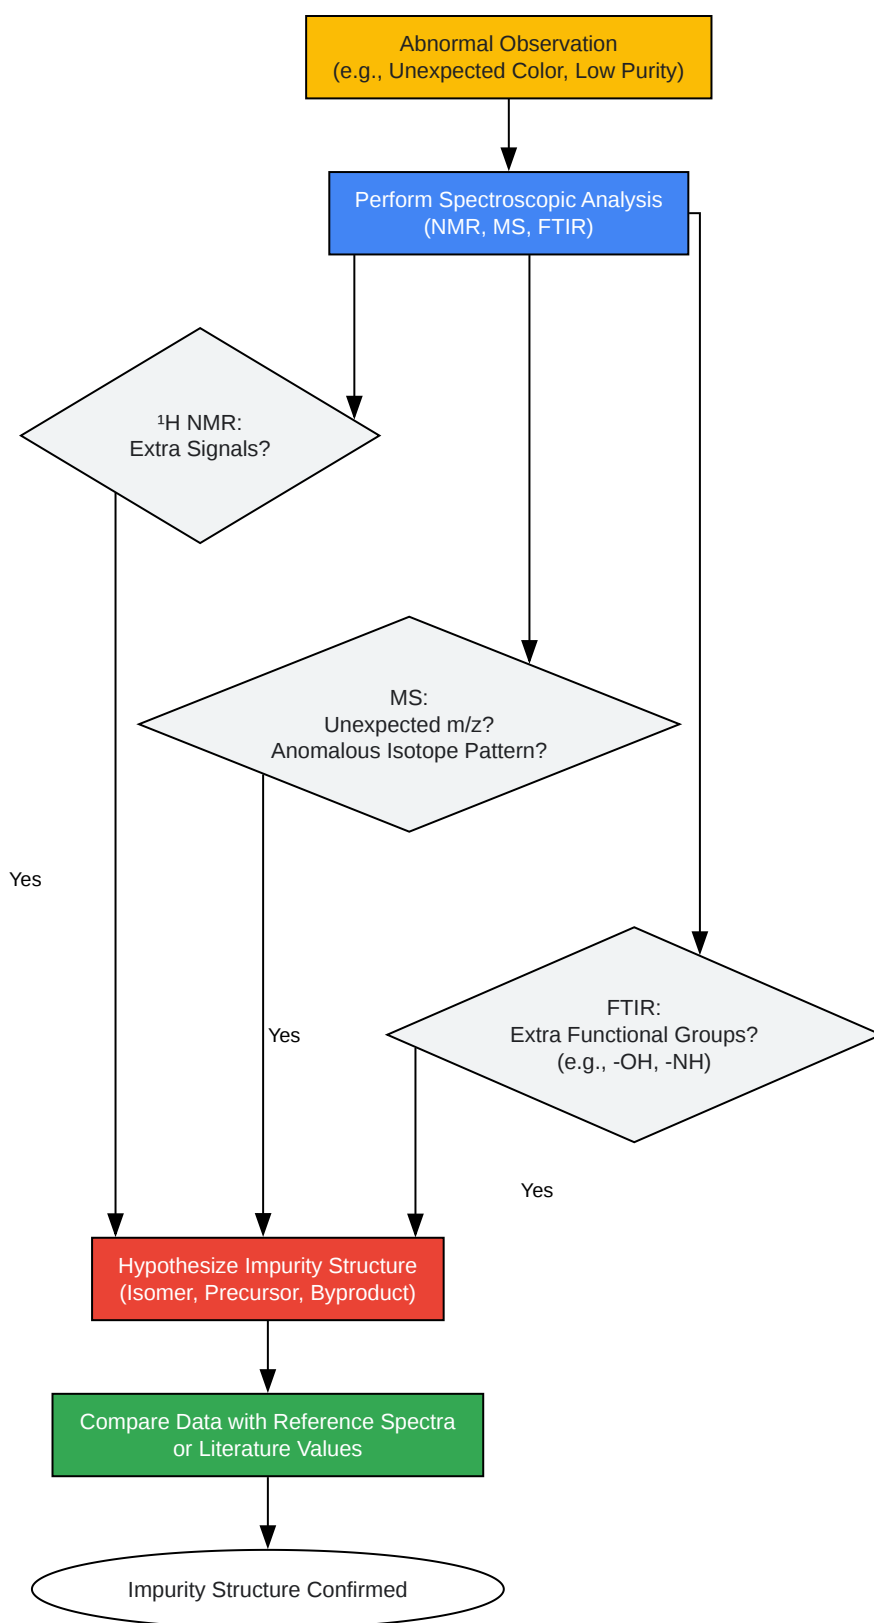 Abnormal Observation
(e.g., Unexpected Color, Low Purity)
Perform Spectroscopic Analysis
(NMR, MS, FTIR)
¹H NMR:
Extra Signals?
MS:
Unexpected m/z?
Anomalous Isotope Pattern?
Yes
FTIR:
Extra Functional Groups?
(e.g., -OH, -NH)
Yes
Yes
Hypothesize Impurity Structure
(Isomer, Precursor, Byproduct)
Compare Data with Reference Spectra
or Literature Values
Impurity Structure Confirmed